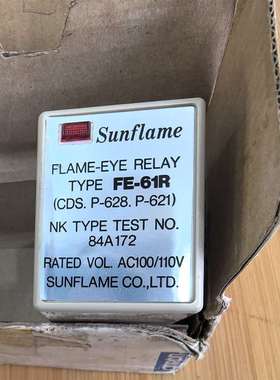 Sunflame
FLAME-EYE RELAY
TYPE FE-61R
(CDS. P-628. P-621)
NK TYPE TEST NO.
84A172
RATED VOL. AC100/110V
SUNFLAME CO.,LTD.